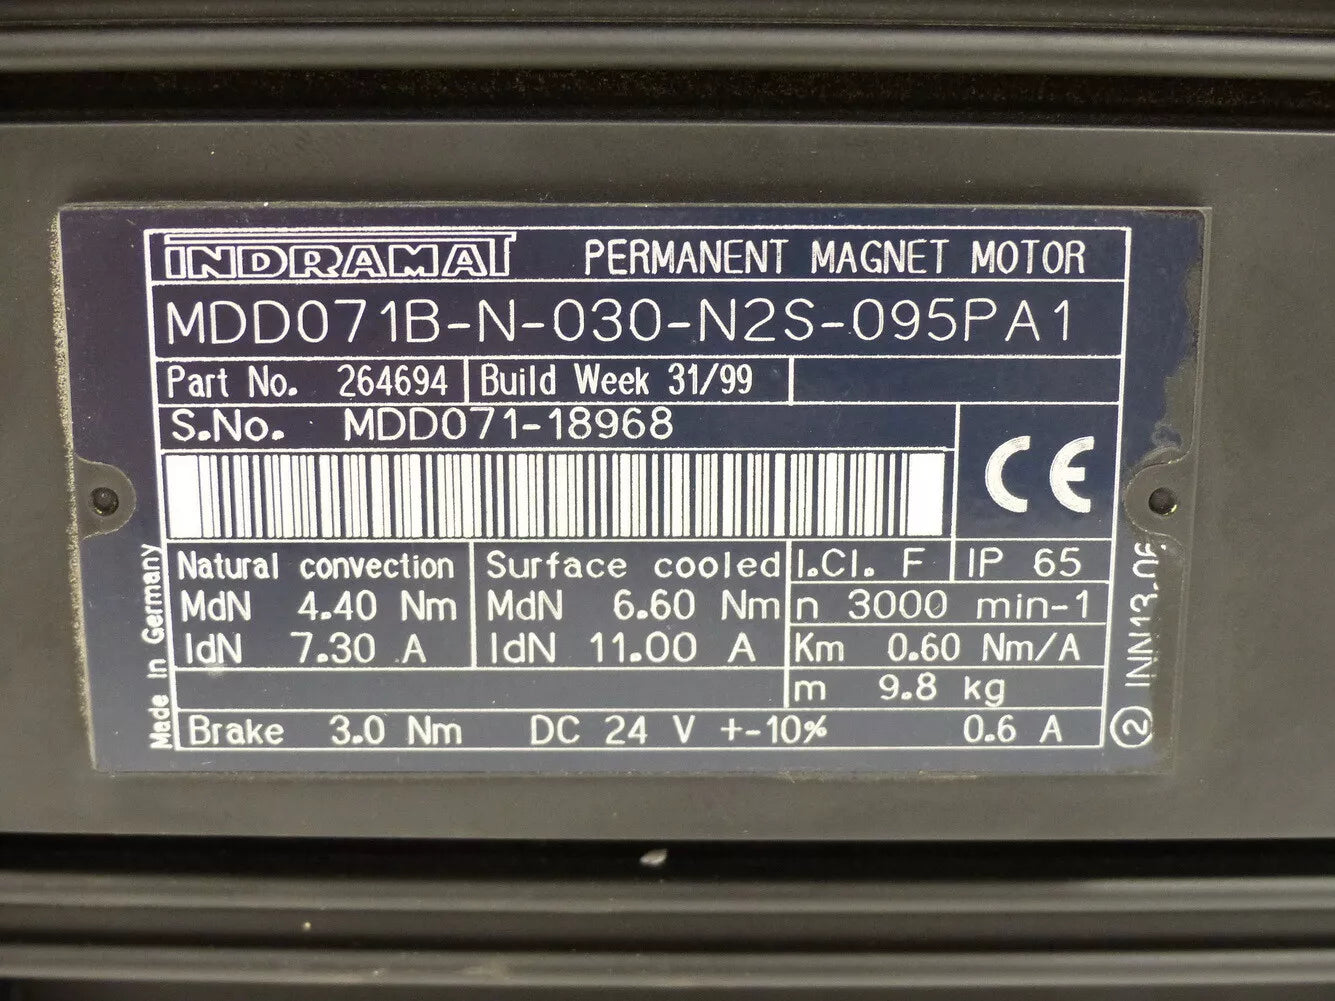 INDRAMAT PERMANENT MAGNET MOTOR
MDD071B-N-030-N2S-095PA1
Part No. 264694 Build Week 31/99
S.No. MDD071-18968
CE
Natural convection Surface cooled I.Cl. F IP 65
MdN 4.40 Nm MdN 6.60 Nm n 3000 min-1
IdN 7.30 A IdN 11.00 A Km 0.60 Nm/A
m 9.8 kg
Brake 3.0 Nm DC 24 V +-10% 0.6 A
Made in Germany
② INN13.06